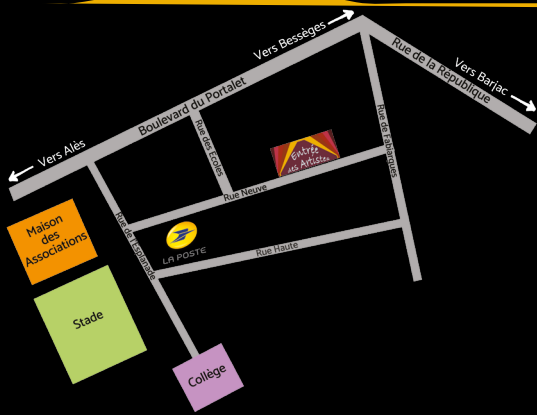 Vers Bessèges
Rue de la République
Vers Barjac
Boulevard du Portalet
Vers Alès
Rue des Ecoles
Rue de Fabiargues
Entrée
des Artistes
Rue Neuve
Maison
des
Associations
Rue de l'Esplanade
LA POSTE
Rue Haute
Stade
Collège